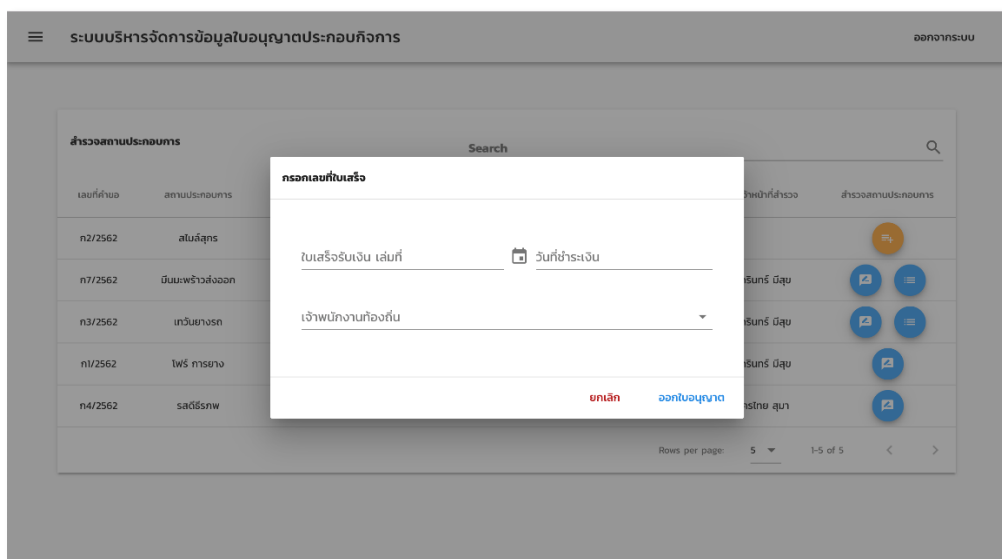 ระบบบริหารจัดการข้อมูลใบอนุญาตประกอบกิจการ ออกจากระบบ
สำรวจสถานประกอบการ Search
เลขที่คำขอ สถานประกอบการ สำรวจสถานประกอบการ
กรอกเลขที่ใบเสร็จ
ใบเสร็จรับเงิน เล่มที่ วันที่ชำระเงิน
เจ้าพนักงานท้องถิ่น
ยกเลิก ออกใบอนุญาต
ก2/2562 สไมล์สุกร
ก7/2562 มีนมะพร้าวส่งออก มีสุข
ก3/2562 เทวินยางรถ มีสุข
ก1/2562 โฟร์ การยาง มีสุข
ก4/2562 รสดีธีรภพ สุมา
Rows per page: 5 1-5 of 5